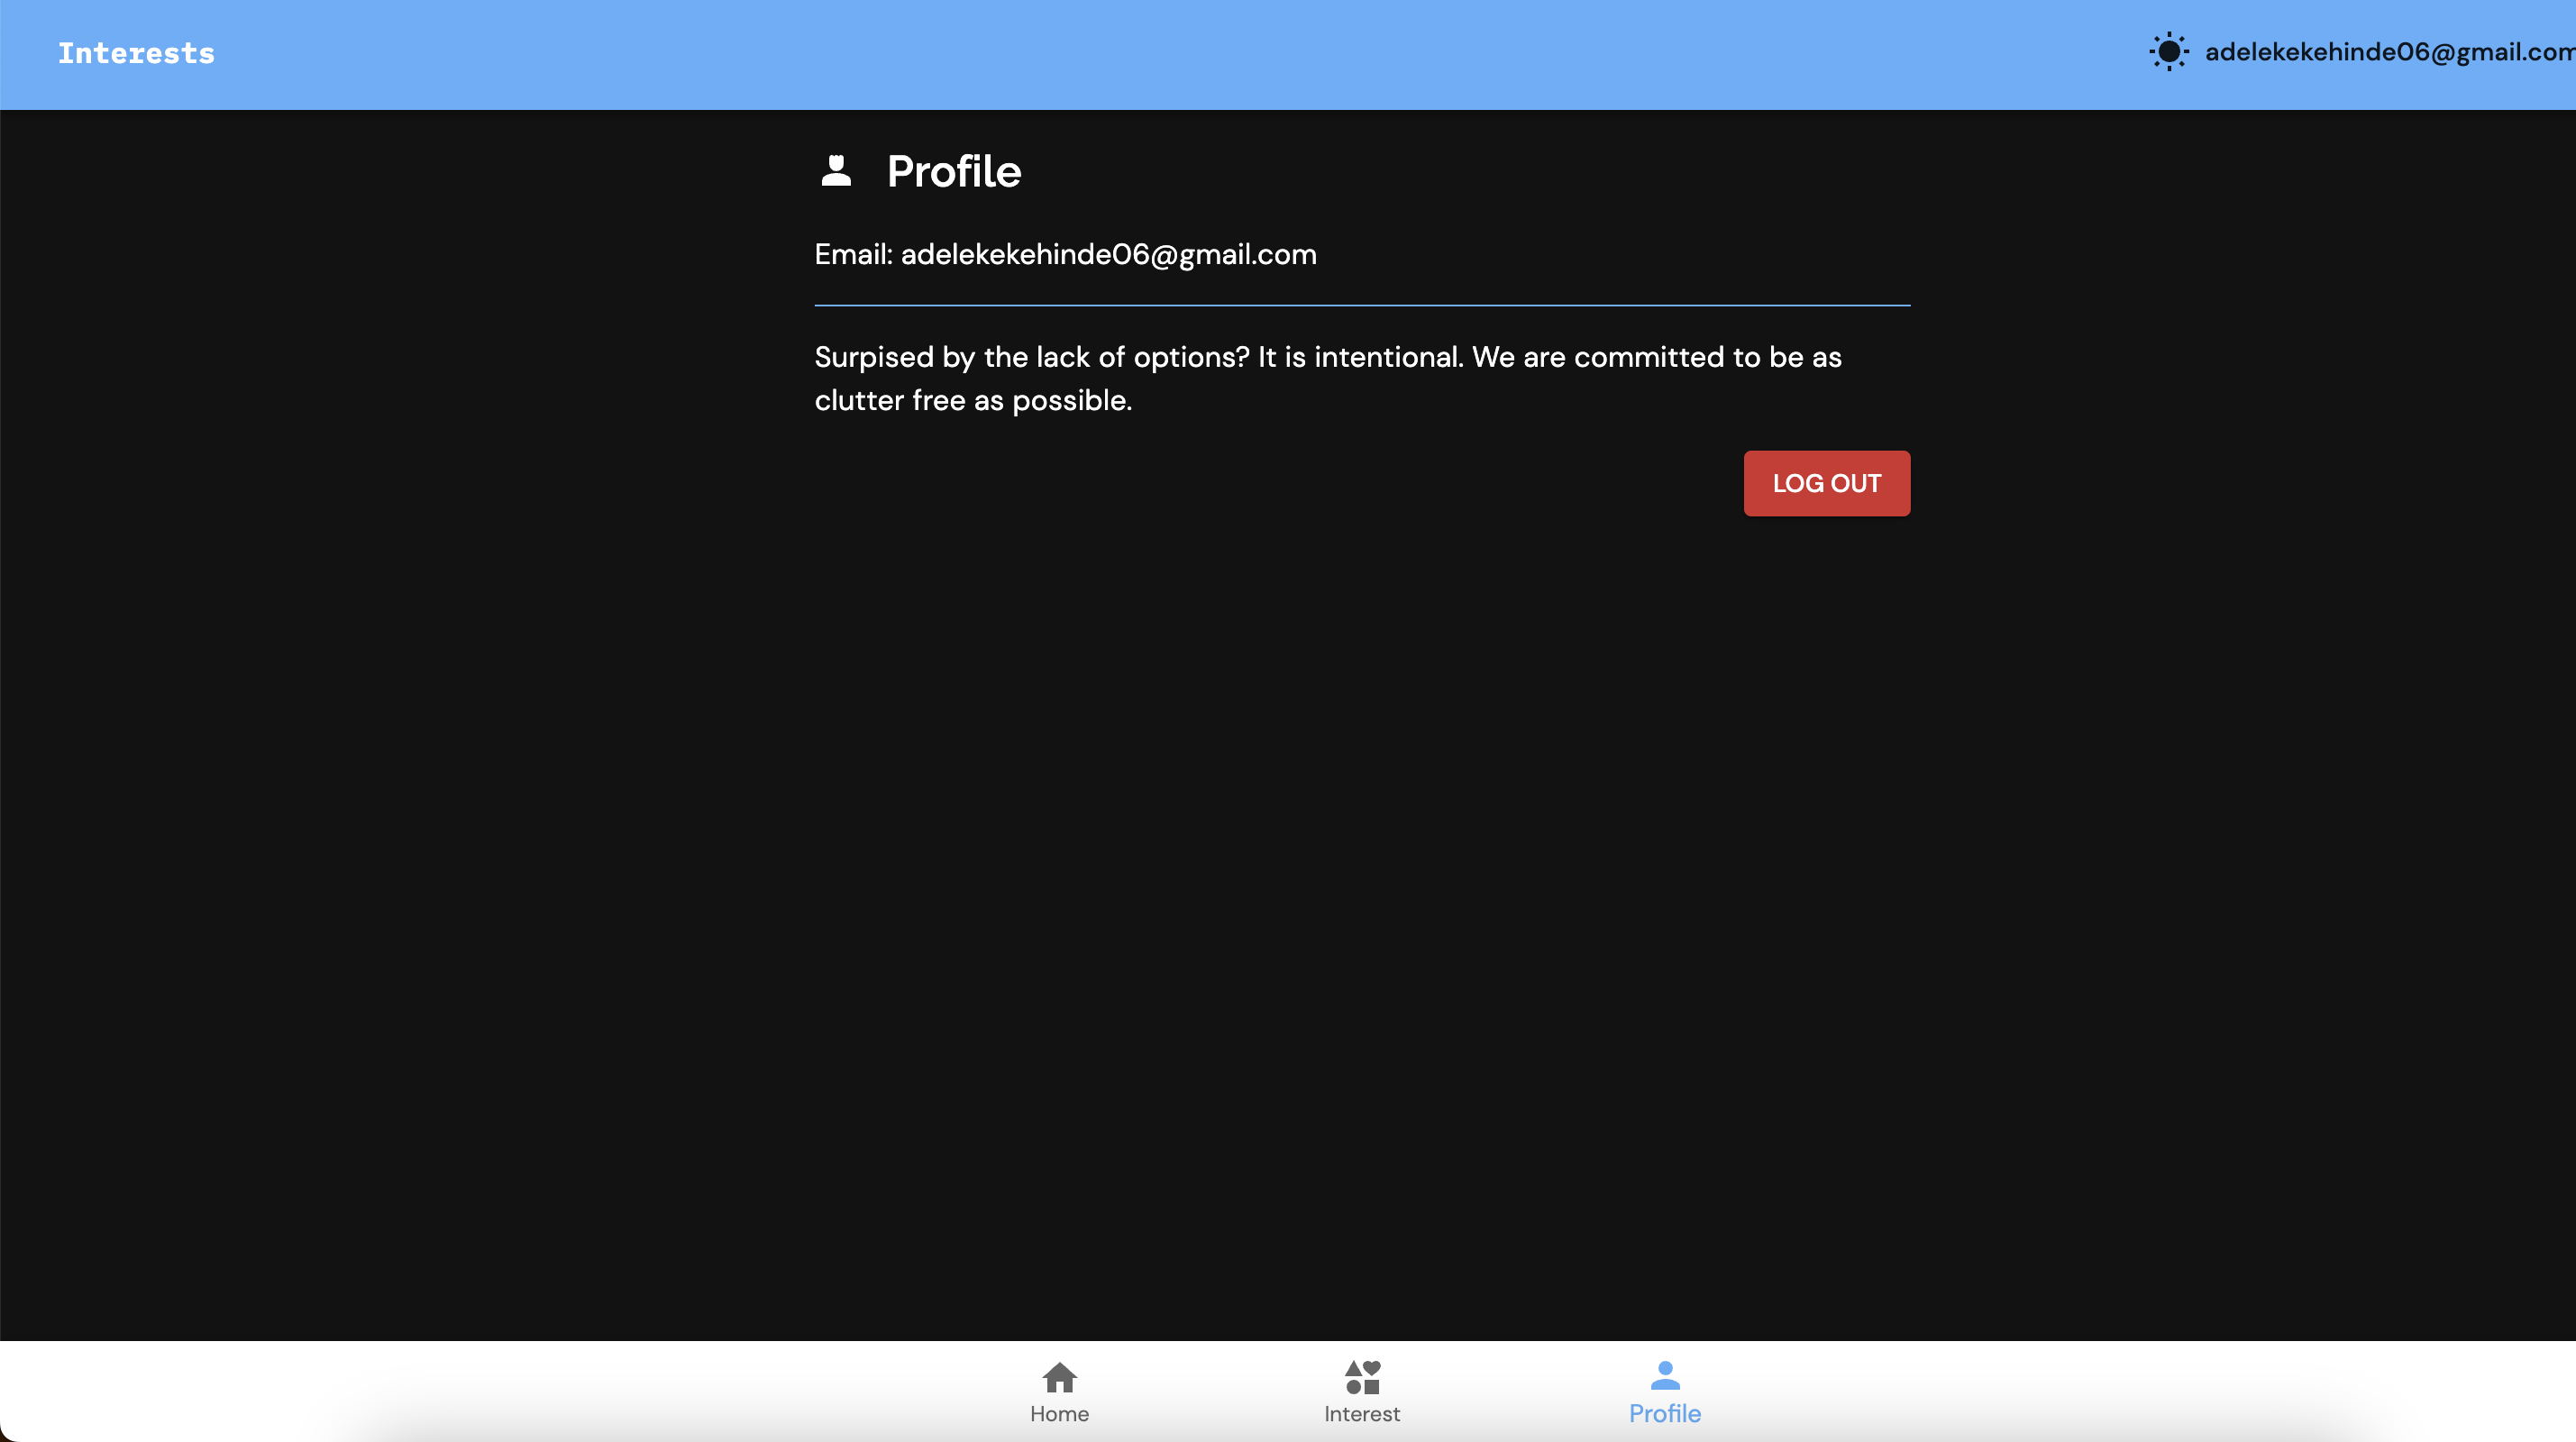 Interests
adelekekehinde06@gmail.com
Profile
Email: adelekekehinde06@gmail.com
Surpised by the lack of options? It is intentional. We are committed to be as
clutter free as possible.
LOG OUT
Home
Interest
Profile